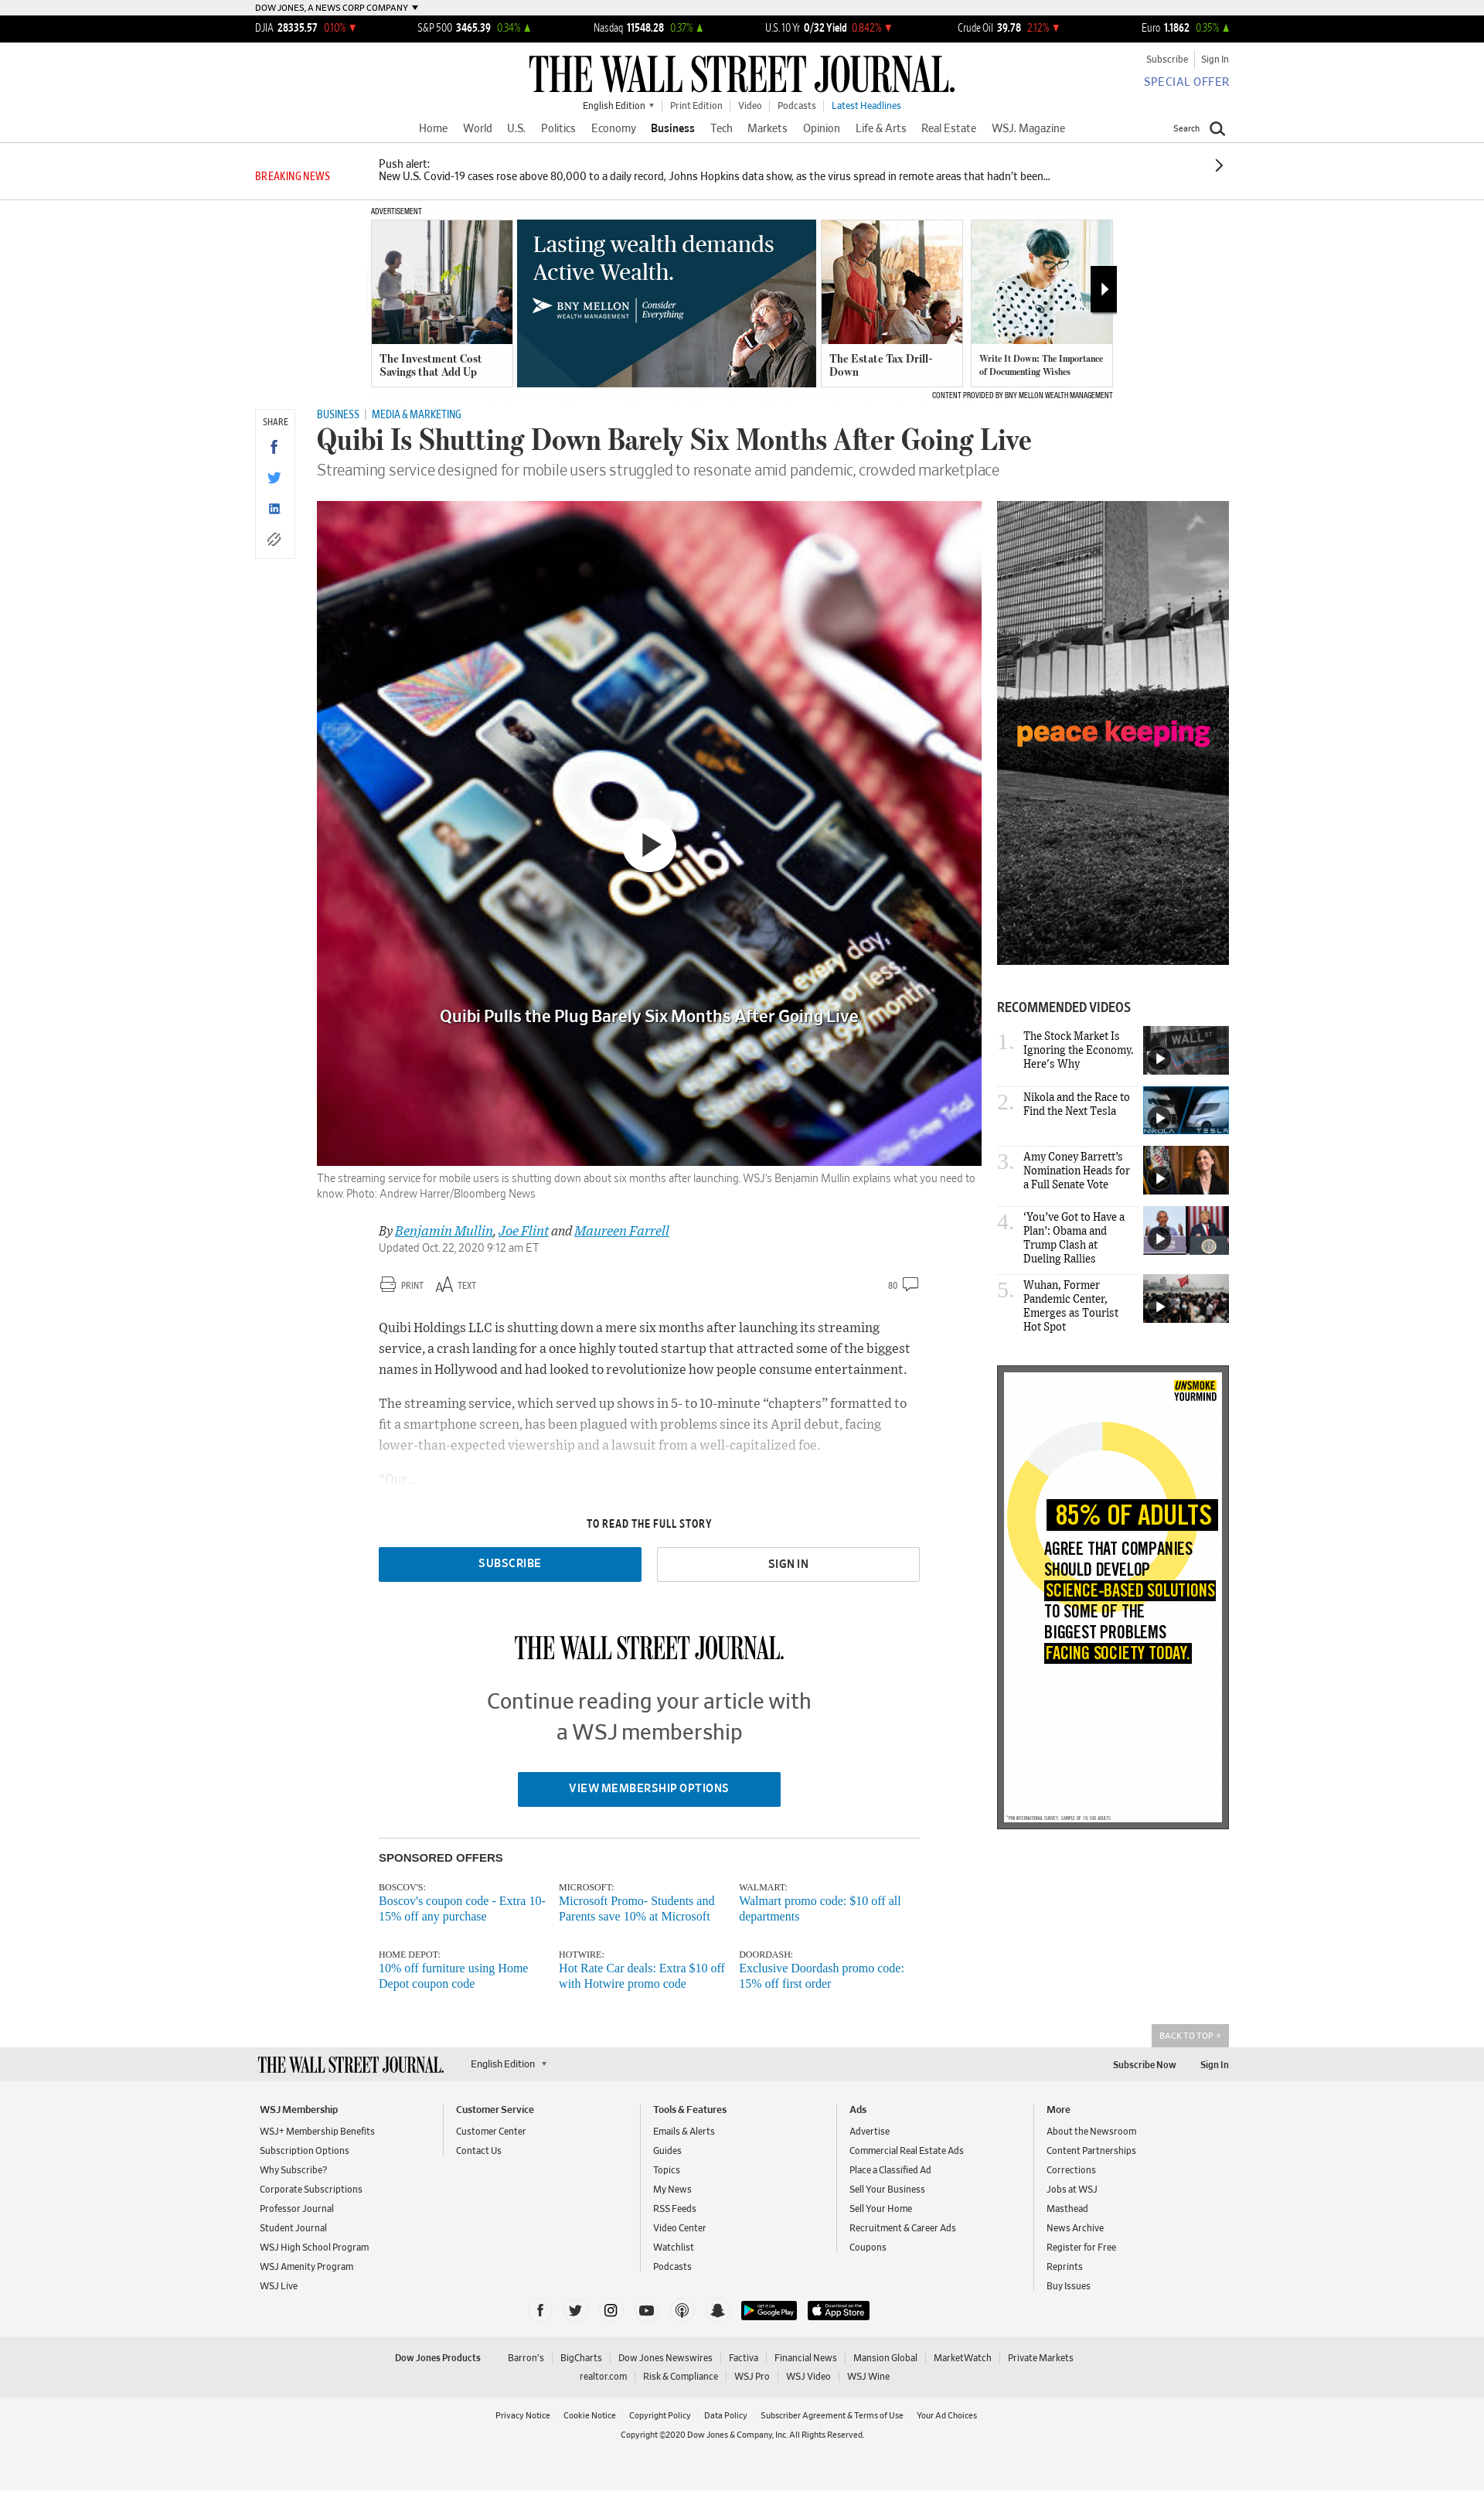 DOW JONES, A NEWS CORP COMPANY
DJIA 28335.57 0.10%
S&P 500 3465.39 0.34%
Nasdaq 11548.28 0.37%
U.S. 10 Yr 0/32 Yield 0.842%
Crude Oil 39.78 2.12%
Euro 1.1862 0.35%
THE WALL STREET JOURNAL.
Subscribe Sign In
SPECIAL OFFER
English Edition Print Edition Video Podcasts Latest Headlines
Home World U.S. Politics Economy Business Tech Markets Opinion Life & Arts Real Estate WSJ. Magazine
Search
BREAKING NEWS
Push alert:
New U.S. Covid-19 cases rose above 80,000 to a daily record, Johns Hopkins data show, as the virus spread in remote areas that hadn’t been...
ADVERTISEMENT
Lasting wealth demands
Active Wealth.
BNY MELLON
WEALTH MANAGEMENT
Consider
Everything
The Investment Cost
Savings that Add Up
The Estate Tax Drill-
Down
Write It Down: The Importance
of Documenting Wishes
CONTENT PROVIDED BY BNY MELLON WEALTH MANAGEMENT
SHARE
BUSINESS | MEDIA & MARKETING
Quibi Is Shutting Down Barely Six Months After Going Live
Streaming service designed for mobile users struggled to resonate amid pandemic, crowded marketplace
Quibi
Quibi Pulls the Plug Barely Six Months After Going Live
peace keeping
The streaming service for mobile users is shutting down about six months after launching. WSJ’s Benjamin Mullin explains what you need to
know. Photo: Andrew Harrer/Bloomberg News
By Benjamin Mullin, Joe Flint and Maureen Farrell
Updated Oct. 22, 2020 9:12 am ET
PRINT TEXT
80
Quibi Holdings LLC is shutting down a mere six months after launching its streaming
service, a crash landing for a once highly touted startup that attracted some of the biggest
names in Hollywood and had looked to revolutionize how people consume entertainment.
The streaming service, which served up shows in 5- to 10-minute “chapters” formatted to
fit a smartphone screen, has been plagued with problems since its April debut, facing
lower-than-expected viewership and a lawsuit from a well-capitalized foe.
“Our...
TO READ THE FULL STORY
SUBSCRIBE
SIGN IN
THE WALL STREET JOURNAL.
Continue reading your article with
a WSJ membership
VIEW MEMBERSHIP OPTIONS
RECOMMENDED VIDEOS
1. The Stock Market Is
Ignoring the Economy.
Here's Why
WALL ST
2. Nikola and the Race to
Find the Next Tesla
NIKOLA TESLA
3. Amy Coney Barrett’s
Nomination Heads for
a Full Senate Vote
4. ‘You’ve Got to Have a
Plan’: Obama and
Trump Clash at
Dueling Rallies
5. Wuhan, Former
Pandemic Center,
Emerges as Tourist
Hot Spot
UNSMOKE
YOURMIND
85% OF ADULTS
AGREE THAT COMPANIES
SHOULD DEVELOP
SCIENCE-BASED SOLUTIONS
TO SOME OF THE
BIGGEST PROBLEMS
FACING SOCIETY TODAY.
SPONSORED OFFERS
BOSCOV'S:
Boscov's coupon code - Extra 10-
15% off any purchase
MICROSOFT:
Microsoft Promo- Students and
Parents save 10% at Microsoft
WALMART:
Walmart promo code: $10 off all
departments
HOME DEPOT:
10% off furniture using Home
Depot coupon code
HOTWIRE:
Hot Rate Car deals: Extra $10 off
with Hotwire promo code
DOORDASH:
Exclusive Doordash promo code:
15% off first order
BACK TO TOP «
THE WALL STREET JOURNAL.
English Edition
Subscribe Now Sign In
WSJ Membership
WSJ+ Membership Benefits
Subscription Options
Why Subscribe?
Corporate Subscriptions
Professor Journal
Student Journal
WSJ High School Program
WSJ Amenity Program
WSJ Live
Customer Service
Customer Center
Contact Us
Tools & Features
Emails & Alerts
Guides
Topics
My News
RSS Feeds
Video Center
Watchlist
Podcasts
Ads
Advertise
Commercial Real Estate Ads
Place a Classified Ad
Sell Your Business
Sell Your Home
Recruitment & Career Ads
Coupons
More
About the Newsroom
Content Partnerships
Corrections
Jobs at WSJ
Masthead
News Archive
Register for Free
Reprints
Buy Issues
GET IT ON
Google Play
Download on the
App Store
Dow Jones Products Barron's BigCharts Dow Jones Newswires Factiva Financial News Mansion Global MarketWatch Private Markets
realtor.com Risk & Compliance WSJ Pro WSJ Video WSJ Wine
Privacy Notice Cookie Notice Copyright Policy Data Policy Subscriber Agreement & Terms of Use Your Ad Choices
Copyright ©2020 Dow Jones & Company, Inc. All Rights Reserved.